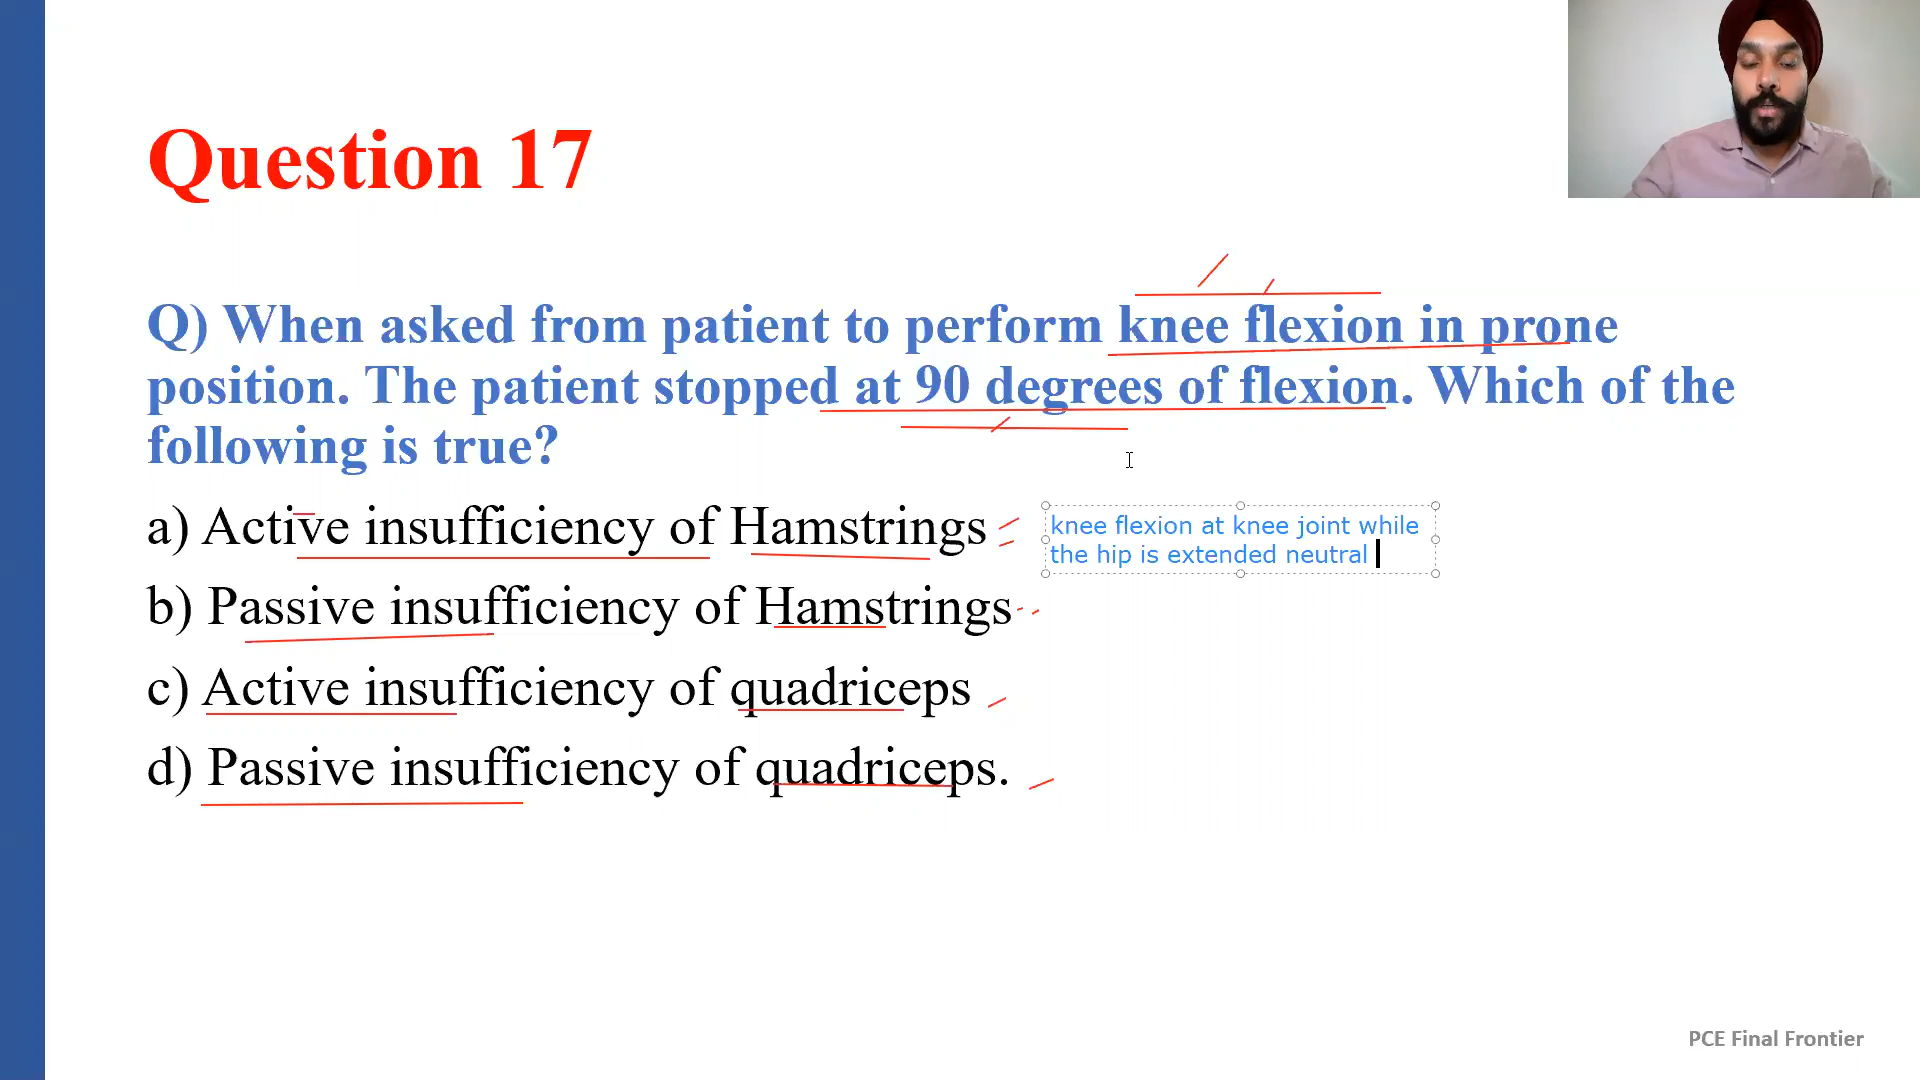 Question 17
Q) When asked from patient to perform knee flexion in prone
position. The patient stopped at 90 degrees of flexion. Which of the
following is true?
a) Active insufficiency of Hamstrings
knee flexion at knee joint while
the hip is extended neutral
b) Passive insufficiency of Hamstrings
c) Active insufficiency of quadriceps
d) Passive insufficiency of quadriceps.
PCE Final Frontier